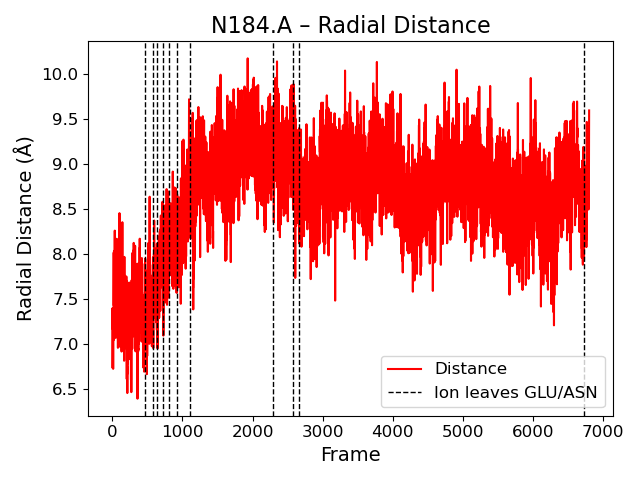 N184.A – Radial Distance
Radial Distance (Å)
10.0
9.5
9.0
8.5
8.0
7.5
7.0
6.5
Distance
Ion leaves GLU/ASN
0 1000 2000 3000 4000 5000 6000 7000
Frame